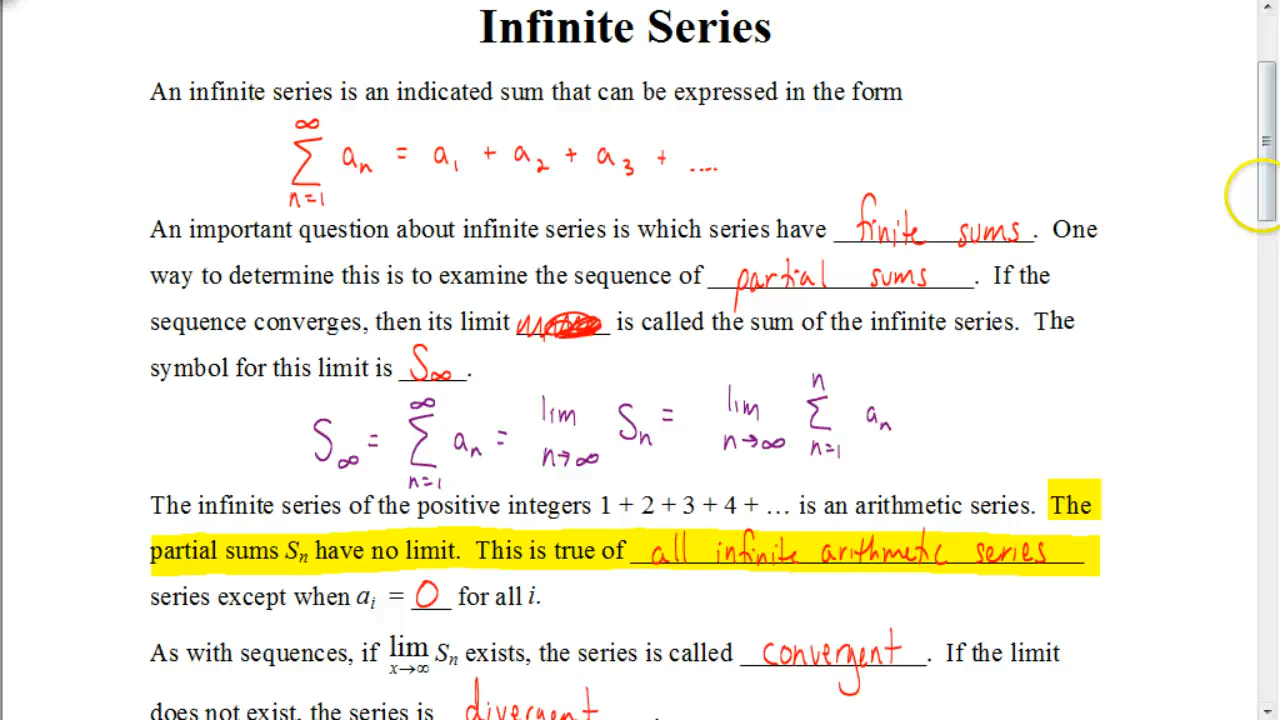 Infinite Series
An infinite series is an indicated sum that can be expressed in the form
∞
∑ aₙ = a₁ + a₂ + a₃ + ....
n=1
An important question about infinite series is which series have finite sums. One
way to determine this is to examine the sequence of partial sums. If the
sequence converges, then its limit is called the sum of the infinite series. The
symbol for this limit is S∞.
S∞ = ∑ₙ₌₁^∞ aₙ = lim n→∞ Sₙ = lim n→∞ ∑ₙ₌₁ⁿ aₙ
The infinite series of the positive integers 1 + 2 + 3 + 4 + … is an arithmetic series. The
partial sums Sₙ have no limit. This is true of all infinite arithmetic series
series except when aᵢ = 0 for all i.
As with sequences, if lim x→∞ Sₙ exists, the series is called convergent. If the limit
does not exist, the series is divergent.